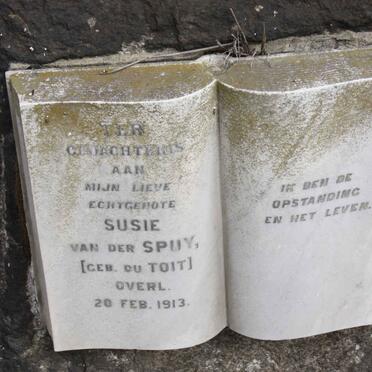 TER
GEDACHTENIS
AAN
MIJN LIEVE
ECHTGENOTE
SUSIE
VAN DER SPUY,
[GEB. DU TOIT]
OVERL.
20 FEB. 1913.
IK BEN DE
OPSTANDING
EN HET LEVEN.